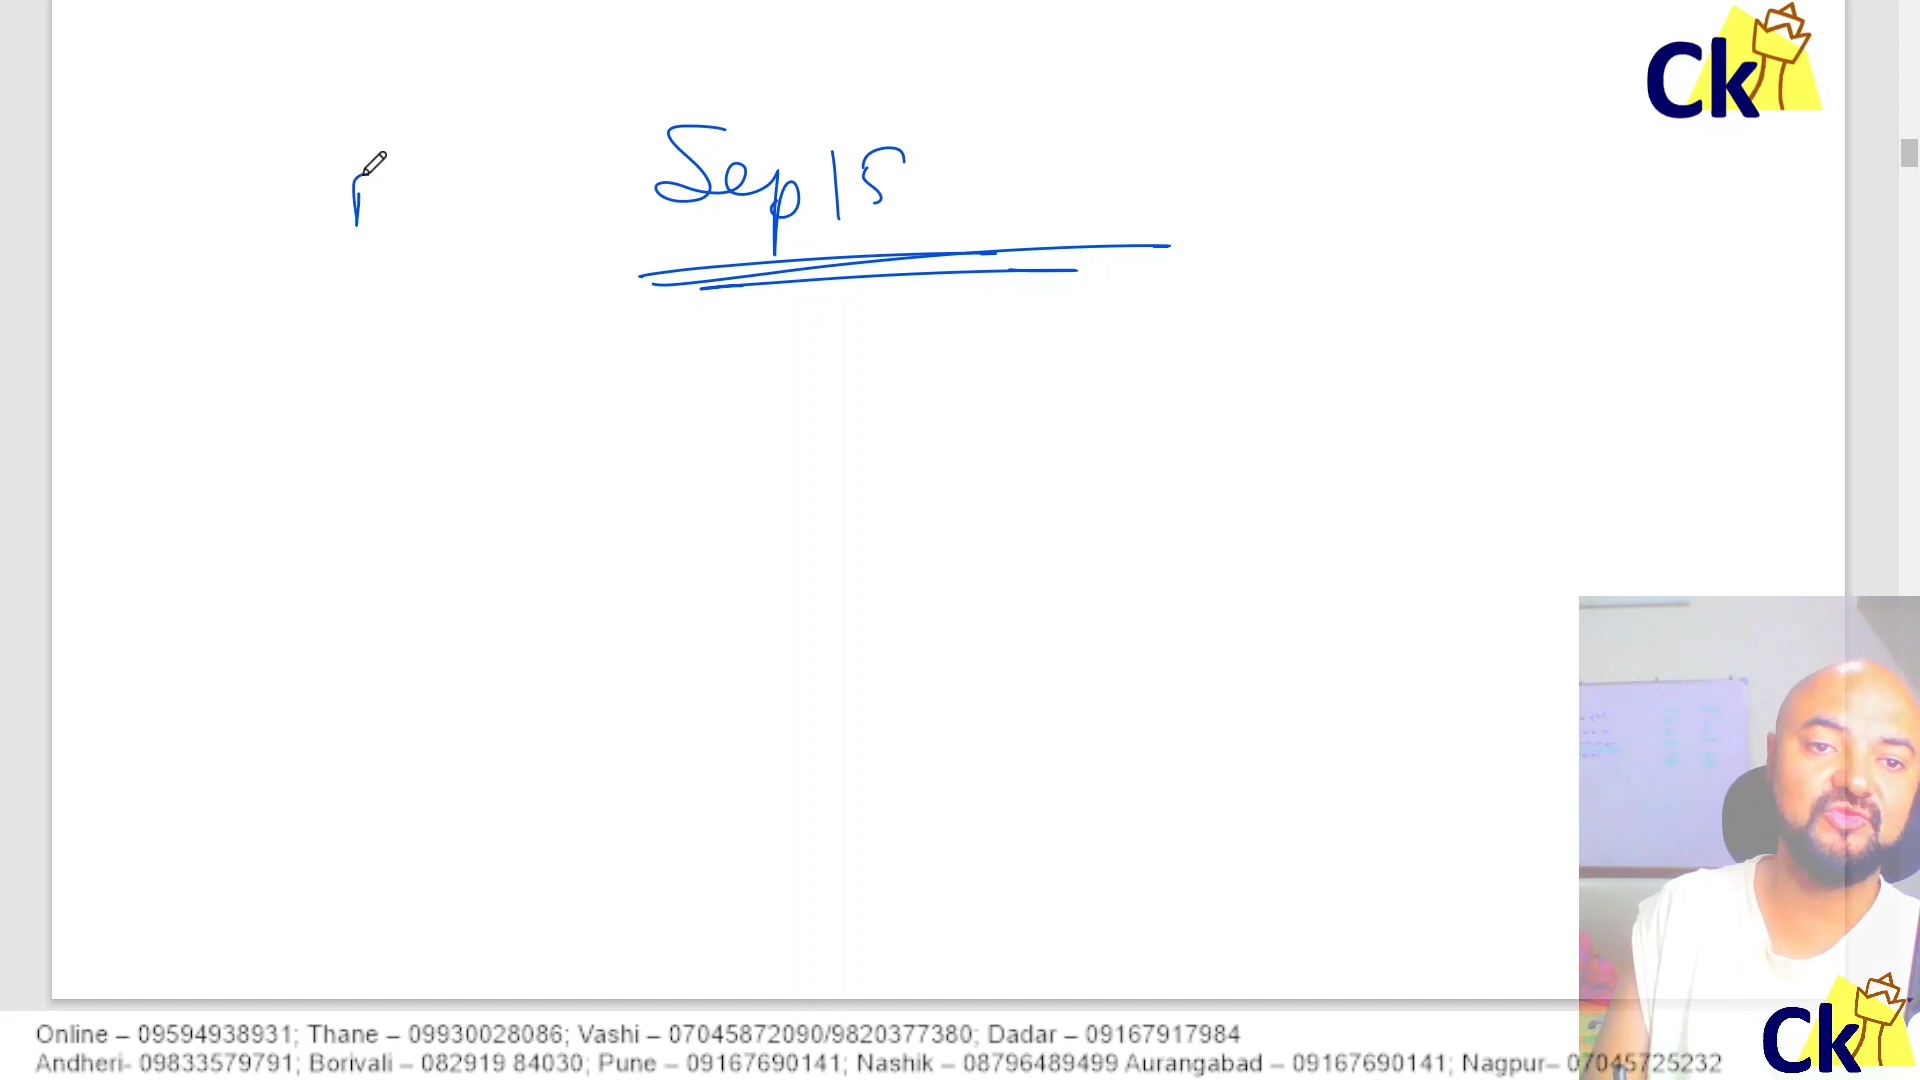 Ck
Sep 15
Online – 09594938931; Thane – 09930028086; Vashi – 07045872090/9820377380; Dadar – 09167917984
Andheri- 09833579791; Borivali – 082919 84030; Pune – 09167690141; Nashik – 08796489499 Aurangabad – 09167690141; Nagpur– 07045725232
Ck